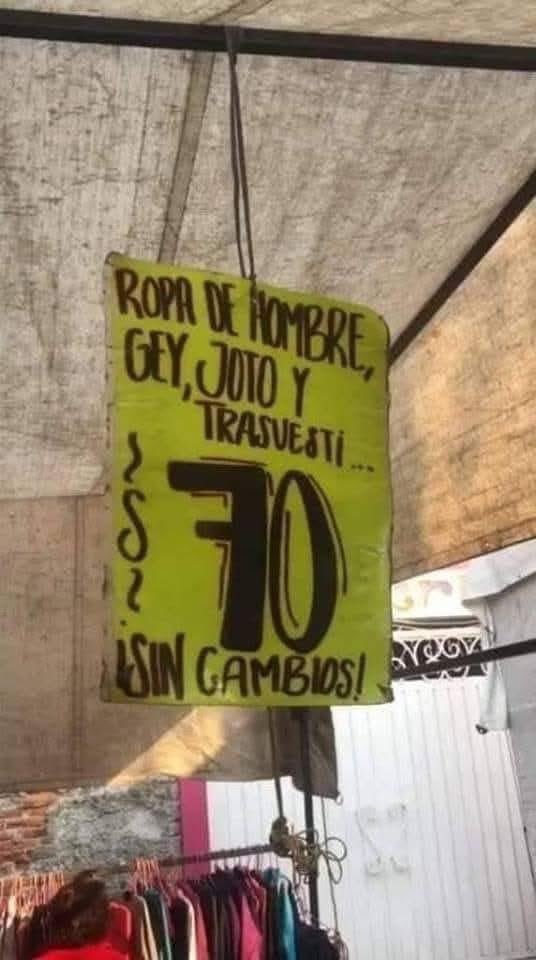 ROPA DE HOMBRE,
GEY, JOTO Y
TRASVESTI...
$ 70
¡SIN CAMBIOS!